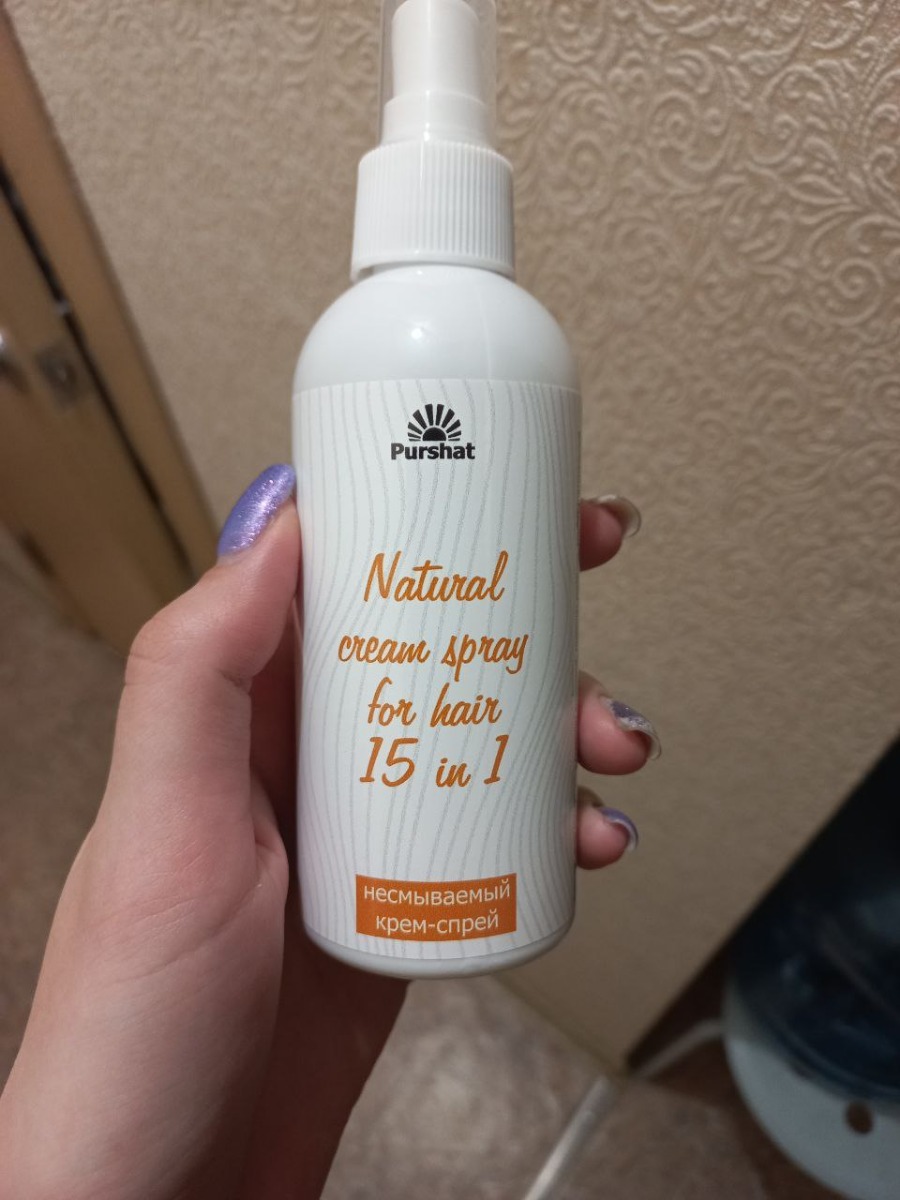 Purshat
Natural
cream spray
for hair
15 in 1
несмываемый
крем-спрей